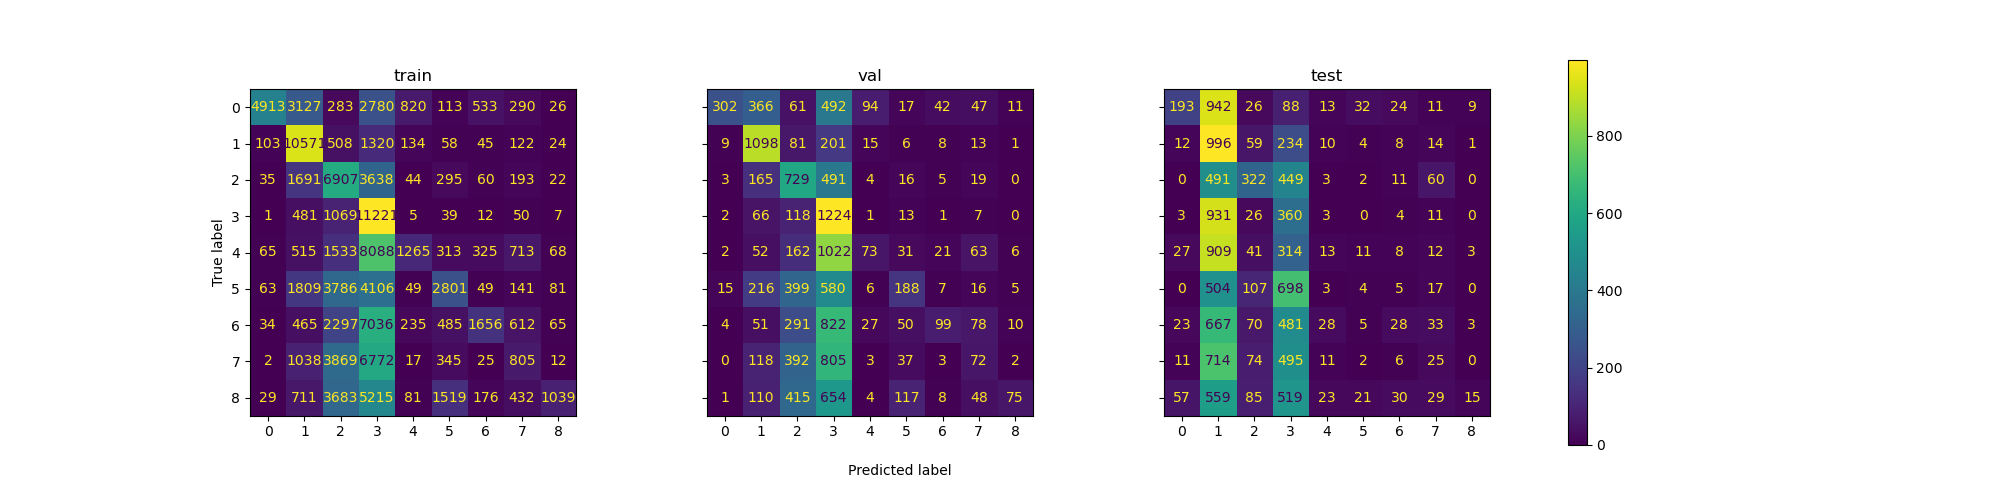 train
val
test
True label
0 4913 3127 283 2780 820 113 533 290 26
1 103 10571 508 1320 134 58 45 122 24
2 35 1691 6907 3638 44 295 60 193 22
3 1 481 1069 11221 5 39 12 50 7
4 65 515 1533 8088 1265 313 325 713 68
5 63 1809 3786 4106 49 2801 49 141 81
6 34 465 2297 7036 235 485 1656 612 65
7 2 1038 3869 6772 17 345 25 805 12
8 29 711 3683 5215 81 1519 176 432 1039
0 1 2 3 4 5 6 7 8
302 366 61 492 94 17 42 47 11
9 1098 81 201 15 6 8 13 1
3 165 729 491 4 16 5 19 0
2 66 118 1224 1 13 1 7 0
2 52 162 1022 73 31 21 63 6
15 216 399 580 6 188 7 16 5
4 51 291 822 27 50 99 78 10
0 118 392 805 3 37 3 72 2
1 110 415 654 4 117 8 48 75
0 1 2 3 4 5 6 7 8
Predicted label
193 942 26 88 13 32 24 11 9
12 996 59 234 10 4 8 14 1
0 491 322 449 3 2 11 60 0
3 931 26 360 3 0 4 11 0
27 909 41 314 13 11 8 12 3
0 504 107 698 3 4 5 17 0
23 667 70 481 28 5 28 33 3
11 714 74 495 11 2 6 25 0
57 559 85 519 23 21 30 29 15
0 1 2 3 4 5 6 7 8
800
600
400
200
0